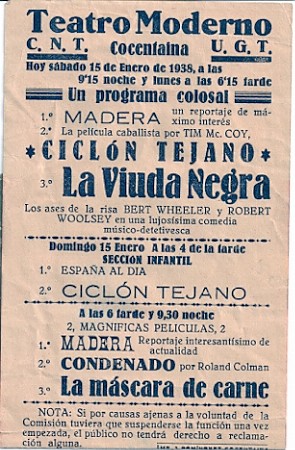 Teatro Moderno
C. N. T. Cocentaina U. G. T.
Hoy sábado 15 de Enero de 1938, a las
9'15 noche y lunes a las 6'15 tarde
Un programa colosal
1.º MADERA un reportaje de má-
ximo interés
2.º La película caballista por TIM Mc. COY,
CICLÓN TEJANO
3.º La Viuda Negra
Los ases de la risa BERT WHEELER y ROBERT
WOOLSEY en una lujosísima comedia
músico-detetivesca
Domingo 15 Enero A las 4 de la tarde
SECCION INFANTIL
1.º ESPAÑA AL DIA
2.º CICLÓN TEJANO
A las 6 tarde y 9,30 noche
2, MAGNIFICAS PELICULAS, 2
1.º MADERA Reportaje interesantísimo de
actualidad
2.º CONDENADO por Roland Colman
3.º La máscara de carne
NOTA: Si por causas ajenas a la voluntad de la
Comisión tuviera que suspenderse la función una vez
empezada, el público no tendrá derecho a reclama-
ción alguna.